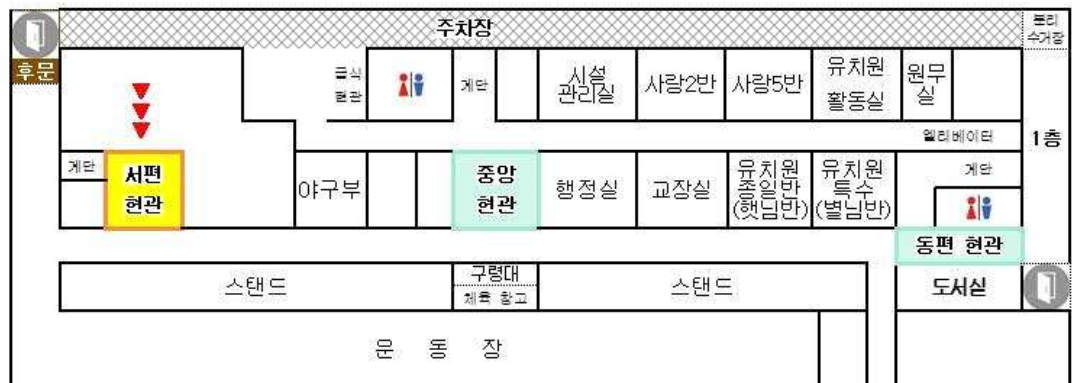 주차장
분리
수거장
후문
급식
현관
계단
시설
관리실
사랑2반
사랑5반
유치원
활동실
원무
실
엘리베이터
1층
계단
서편
현관
야구부
중앙
현관
행정실
교장실
유치원
종일반
(햇님반)
유치원
특수
(별님반)
계단
동편 현관
스탠드
구령대
체육 창고
스탠드
도서실
운 동 장